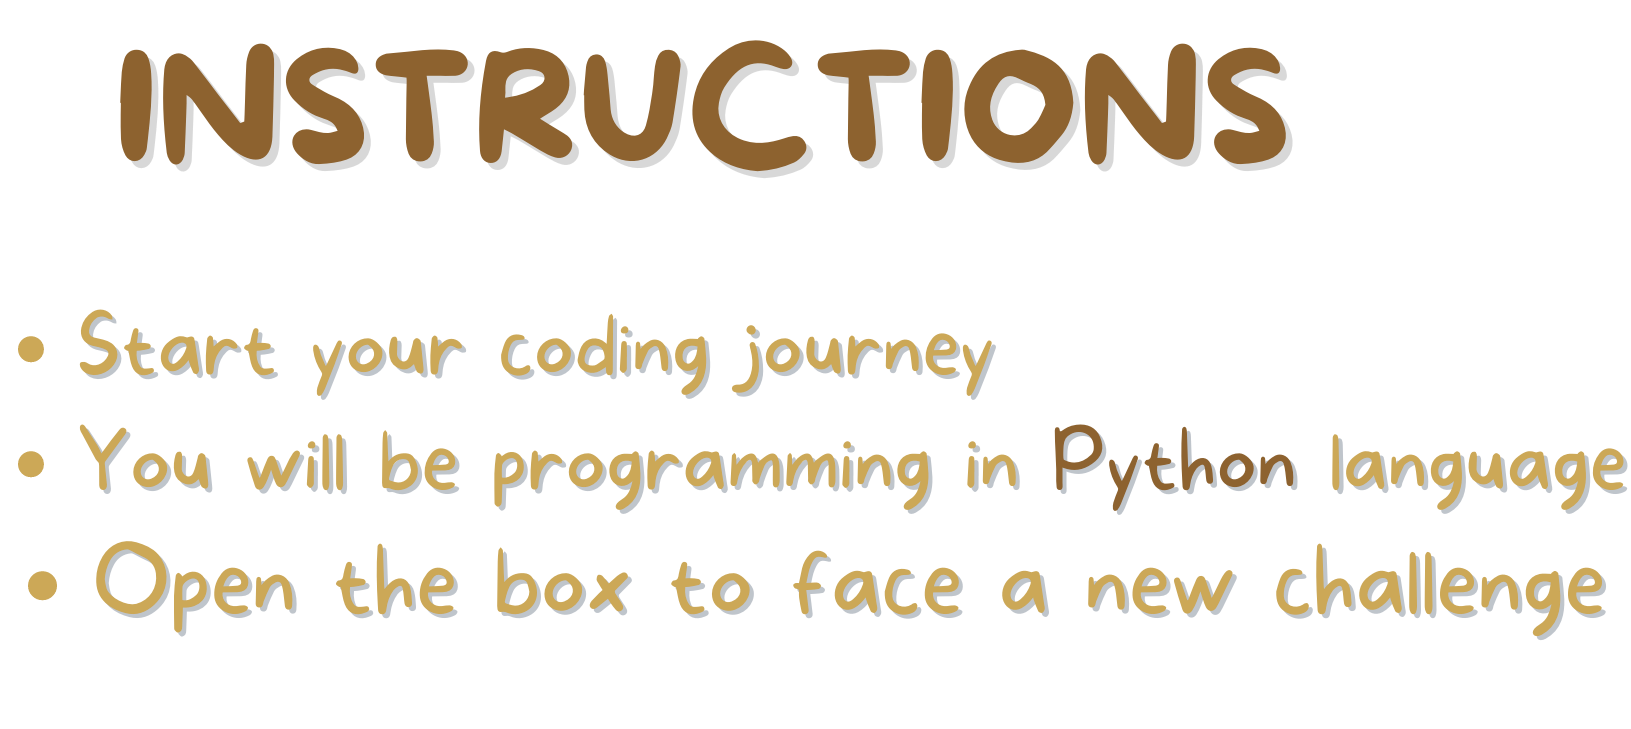 INSTRUCTIONS
• Start your coding journey
• You will be programming in Python language
• Open the box to face a new challenge